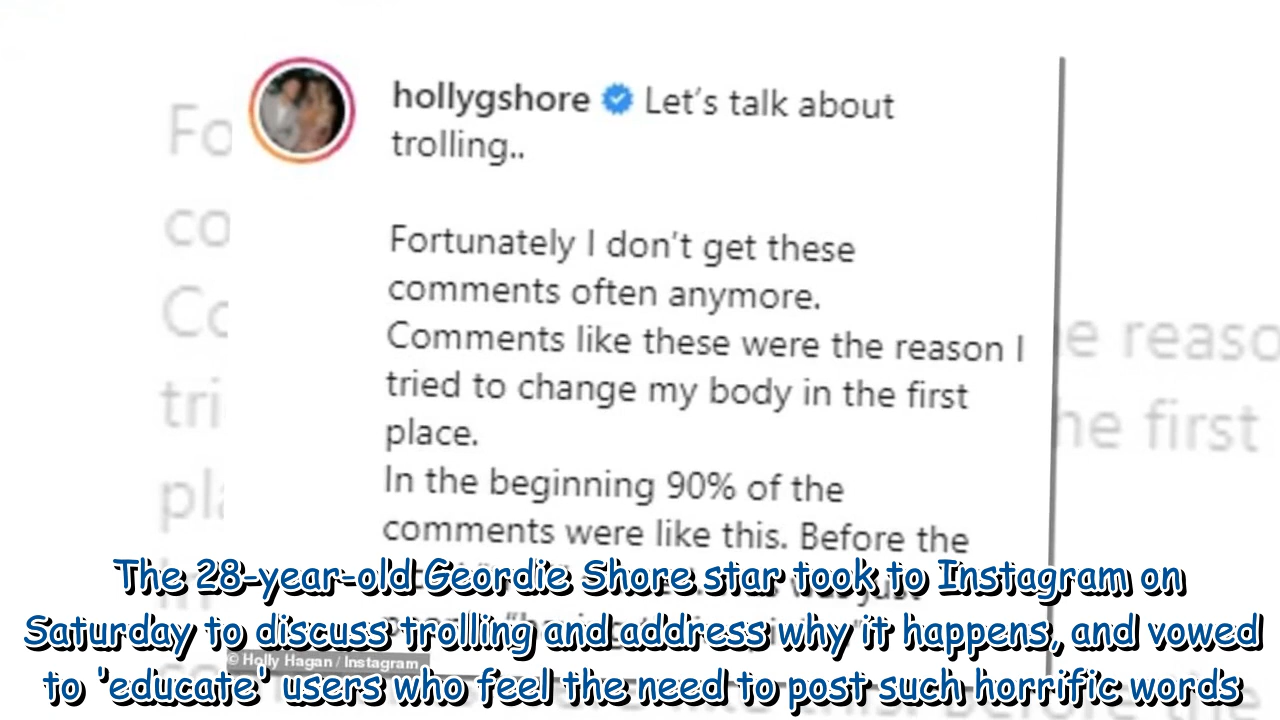 hollygshore Let's talk about
trolling..
Fortunately I don't get these
comments often anymore.
Comments like these were the reason I
tried to change my body in the first
place.
In the beginning 90% of the
comments were like this. Before the
The 28-year-old Geordie Shore star took to Instagram on
Saturday to discuss trolling and address why it happens, and vowed
© Holly Hagan / Instagram
to 'educate' users who feel the need to post such horrific words